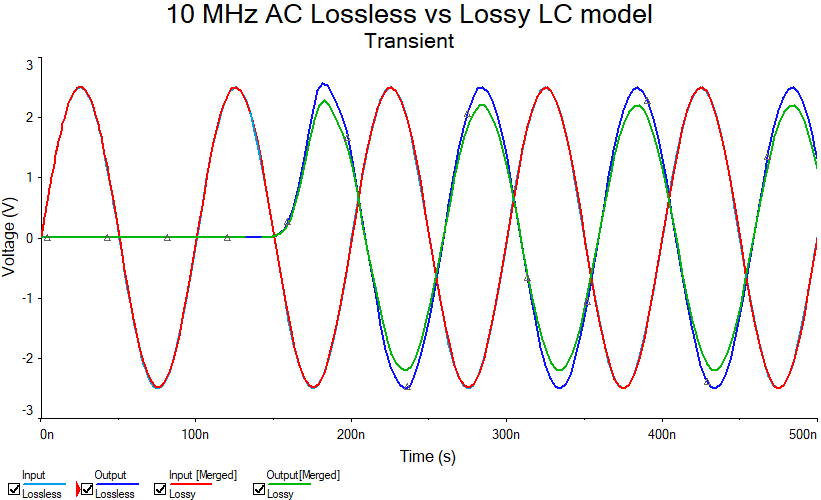 10 MHz AC Lossless vs Lossy LC model
Transient
3
2
1
0
-1
-2
-3
Voltage (V)
0n 100n 200n 300n 400n 500n
Time (s)
Input Output Input [Merged] Output[Merged]
Lossless Lossless Lossy Lossy